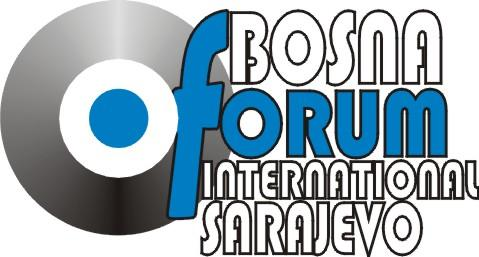 BOSNA
fORUM
INTERNATIONAL
SARAJEVO